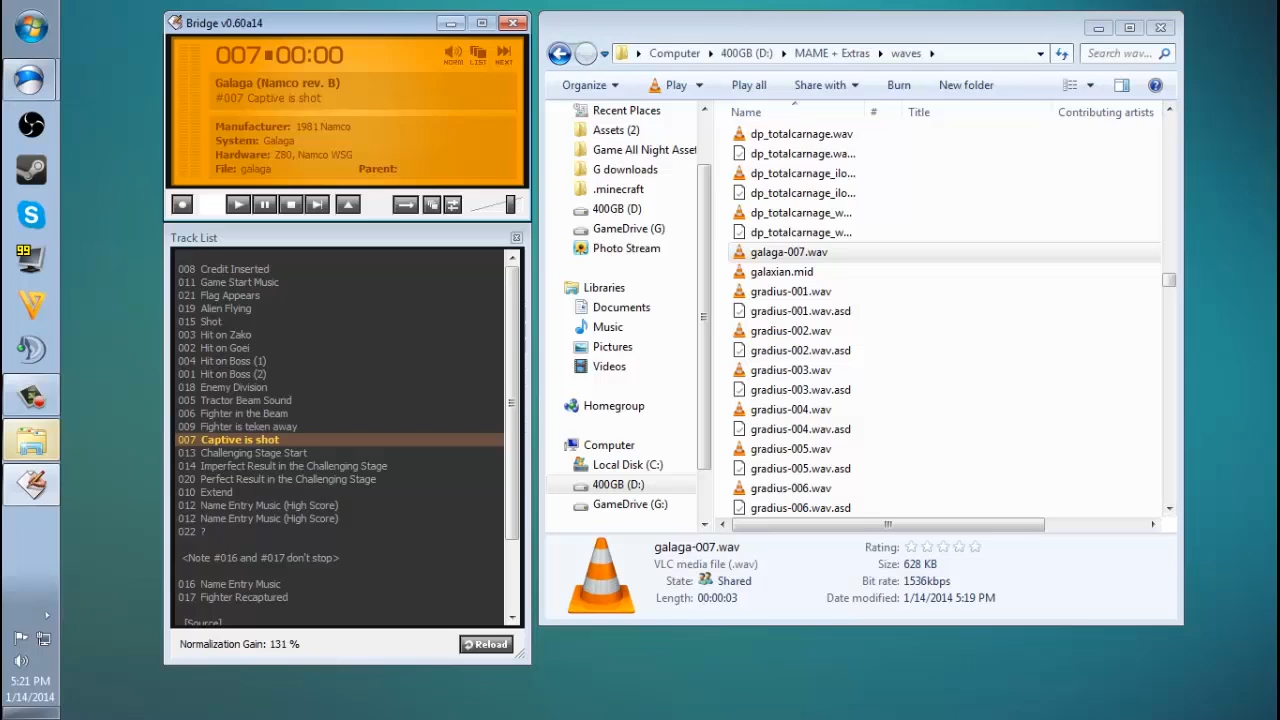 Bridge v0.60a14
007 00:00
NORM LIST NEXT
Galaga (Namco rev. B)
#007 Captive is shot
Manufacturer: 1981 Namco
System: Galaga
Hardware: Z80, Namco WSG
File: galaga Parent:
Track List
008 Credit Inserted
011 Game Start Music
021 Flag Appears
019 Alien Flying
015 Shot
003 Hit on Zako
002 Hit on Goei
004 Hit on Boss (1)
001 Hit on Boss (2)
018 Enemy Division
005 Tractor Beam Sound
006 Fighter in the Beam
009 Fighter is teken away
007 Captive is shot
013 Challenging Stage Start
014 Imperfect Result in the Challenging Stage
020 Perfect Result in the Challenging Stage
010 Extend
012 Name Entry Music (High Score)
012 Name Entry Music (High Score)
022 ?
<Note #016 and #017 don't stop>
016 Name Entry Music
017 Fighter Recaptured
[Source]
Normalization Gain: 131 %
Reload
Computer 400GB (D:) MAME + Extras waves
Search wav...
Organize Play Play all Share with Burn New folder
Recent Places
Assets (2)
Game All Night Asset
G downloads
.minecraft
400GB (D)
GameDrive (G)
Photo Stream
Libraries
Documents
Music
Pictures
Videos
Homegroup
Computer
Local Disk (C:)
400GB (D:)
GameDrive (G:)
Name # Title Contributing artists
dp_totalcarnage.wav
dp_totalcarnage.wa...
dp_totalcarnage_ilo...
dp_totalcarnage_ilo...
dp_totalcarnage_w...
dp_totalcarnage_w...
galaga-007.wav
galaxian.mid
gradius-001.wav
gradius-001.wav.asd
gradius-002.wav
gradius-002.wav.asd
gradius-003.wav
gradius-003.wav.asd
gradius-004.wav
gradius-004.wav.asd
gradius-005.wav
gradius-005.wav.asd
gradius-006.wav
gradius-006.wav.asd
galaga-007.wav
VLC media file (.wav)
State: Shared
Length: 00:00:03
Rating:
Size: 628 KB
Bit rate: 1536kbps
Date modified: 1/14/2014 5:19 PM
99
5:21 PM
1/14/2014